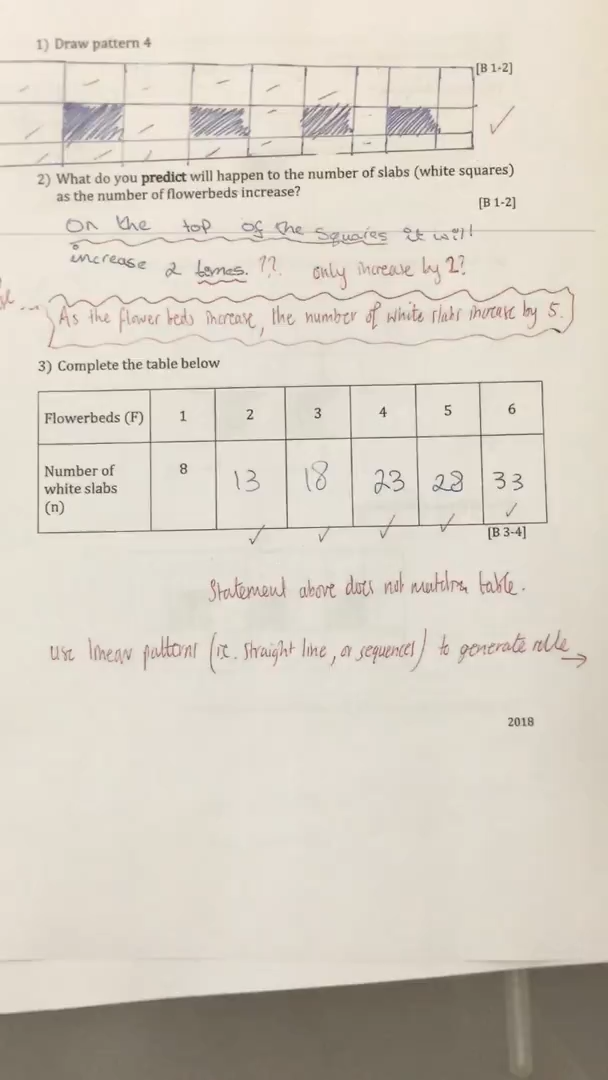 1) Draw pattern 4
[B 1-2]
2) What do you predict will happen to the number of slabs (white squares)
as the number of flowerbeds increase?
[B 1-2]
On the top of the squares it will
increase 2 tames. ?? only increase by 2?
As the flower beds increase, the number of white slabs increase by 5.
3) Complete the table below
Flowerbeds (F) 1 2 3 4 5 6
Number of white slabs (n) 8 13 18 23 28 33
[B 3-4]
Statement above does not match table.
use linear patterns (i.e. straight line, or sequences) to generate rule
2018